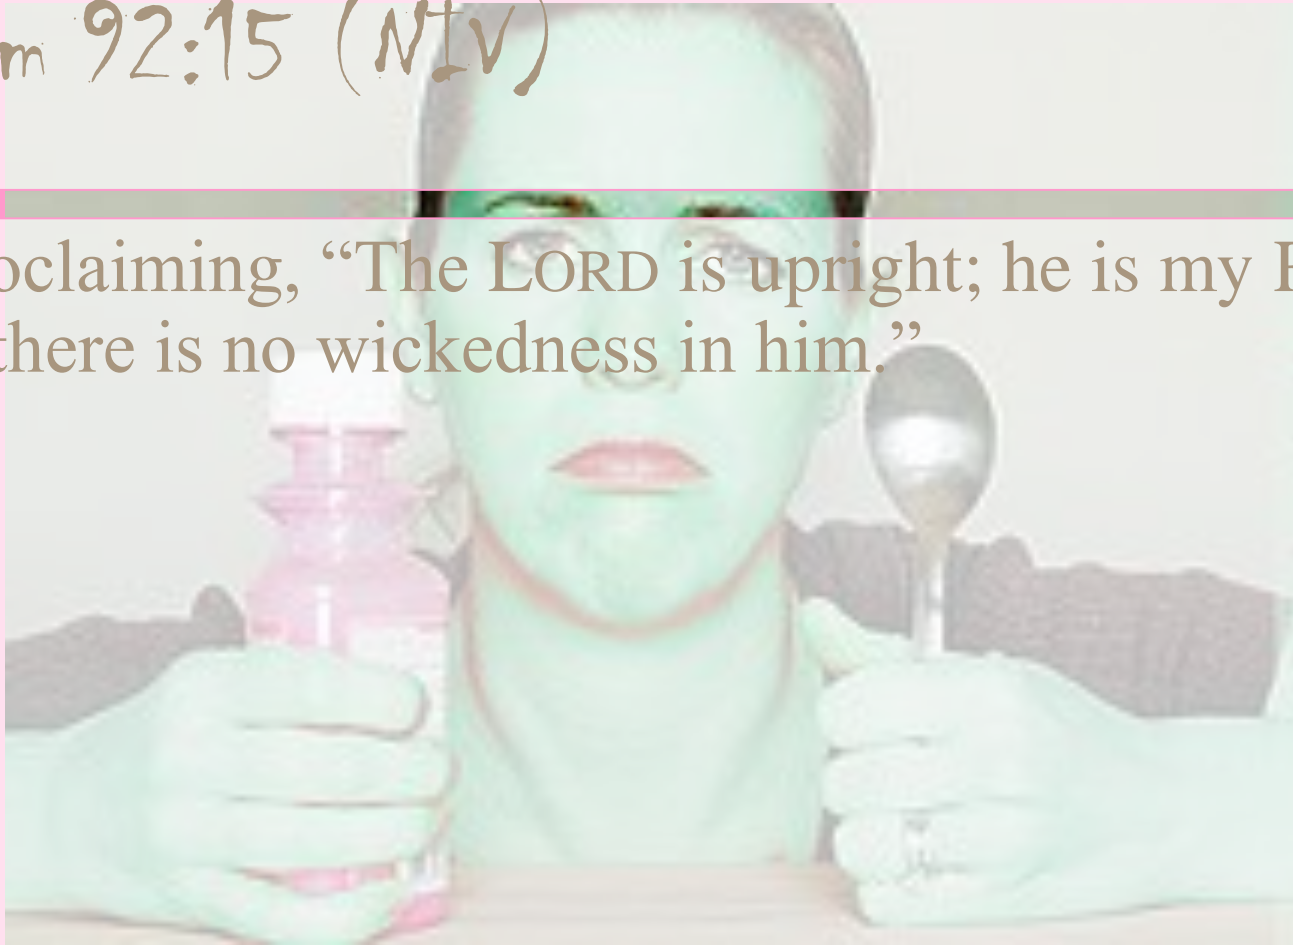 m 92:15 (NIV)
oclaiming, “The LORD is upright; he is my
there is no wickedness in him.”